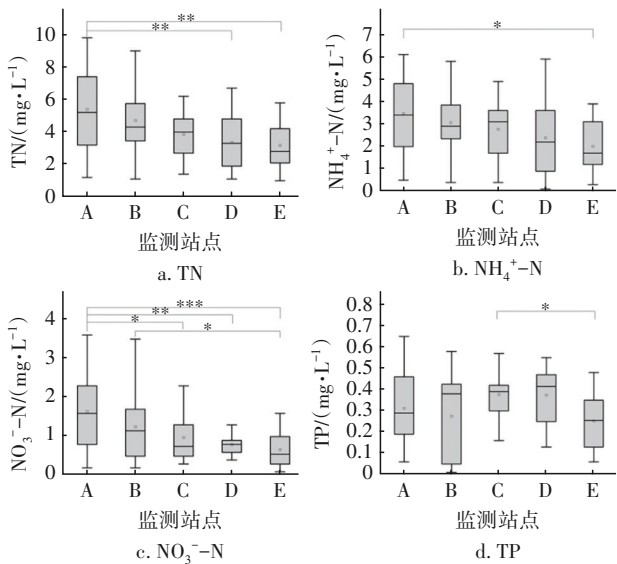 ** **
TN/(mg·L⁻¹)
10 8 6 4 2 0
A B C D E
监测站点
a. TN
*
NH₄⁺-N/(mg·L⁻¹)
7 6 5 4 3 2 1 0
A B C D E
监测站点
b. NH₄⁺-N
*** ** * *
NO₃⁻-N/(mg·L⁻¹)
4 3 2 1 0
A B C D E
监测站点
c. NO₃⁻-N
*
TP/(mg·L⁻¹)
0.8 0.7 0.6 0.5 0.4 0.3 0.2 0.1 0
A B C D E
监测站点
d. TP